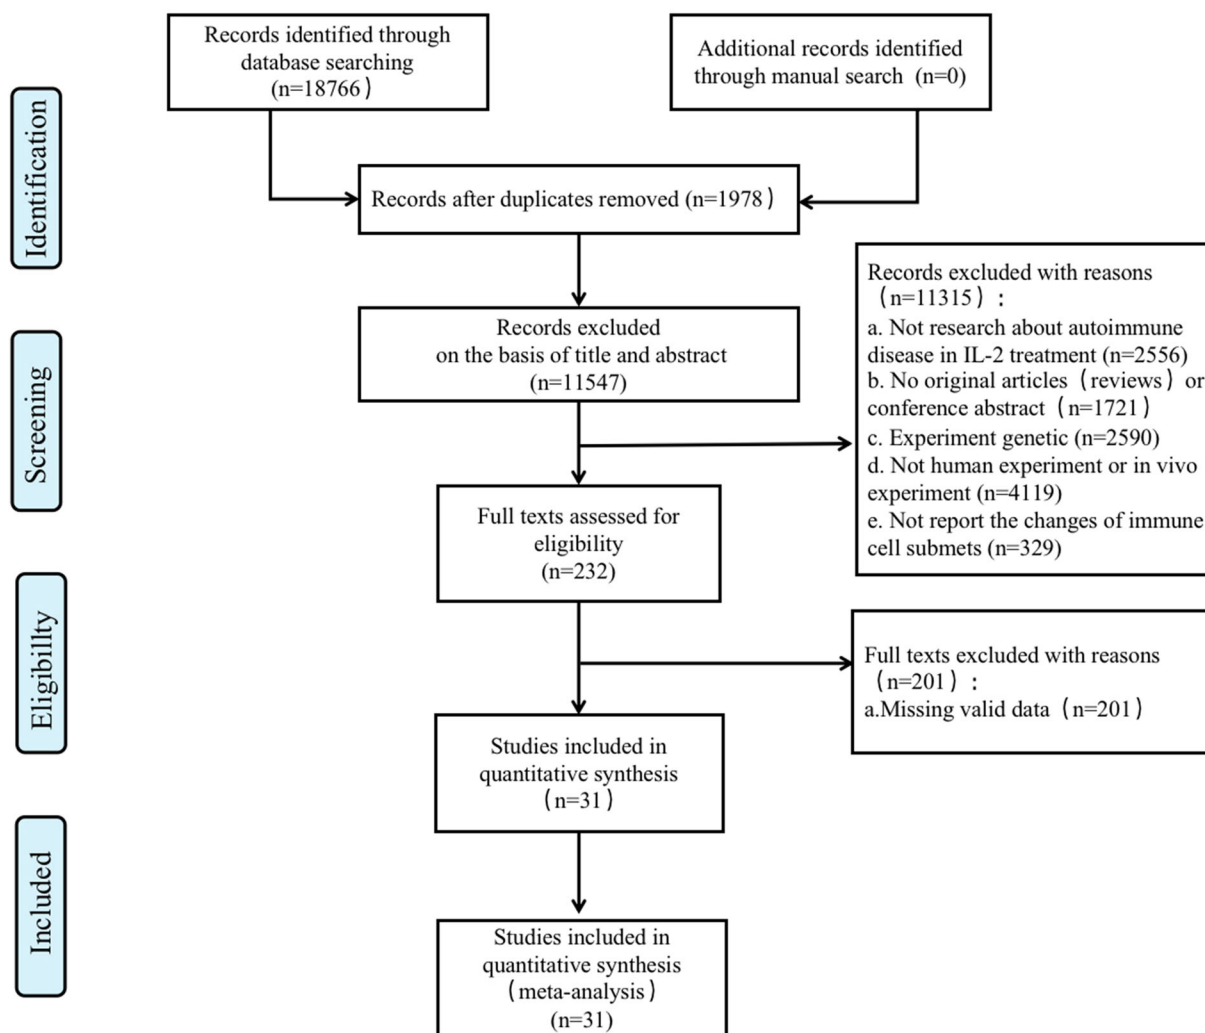 Records identified through
database searching
(n=18766)
Additional records identified
through manual search (n=0)
Identification
Records after duplicates removed (n=1978)
Records excluded
on the basis of title and abstract
(n=11547)
Records excluded with reasons
(n=11315) :
a. Not research about autoimmune
disease in IL-2 treatment (n=2556)
b. No original articles (reviews) or
conference abstract (n=1721)
c. Experiment genetic (n=2590)
d. Not human experiment or in vivo
experiment (n=4119)
e. Not report the changes of immune
cell submets (n=329)
Screening
Full texts assessed for
eligibility
(n=232)
Full texts excluded with reasons
(n=201) :
a.Missing valid data (n=201)
Eligibillty
Studies included in
quantitative synthesis
(n=31)
Included
Studies included in
quantitative synthesis
(meta-analysis)
(n=31)